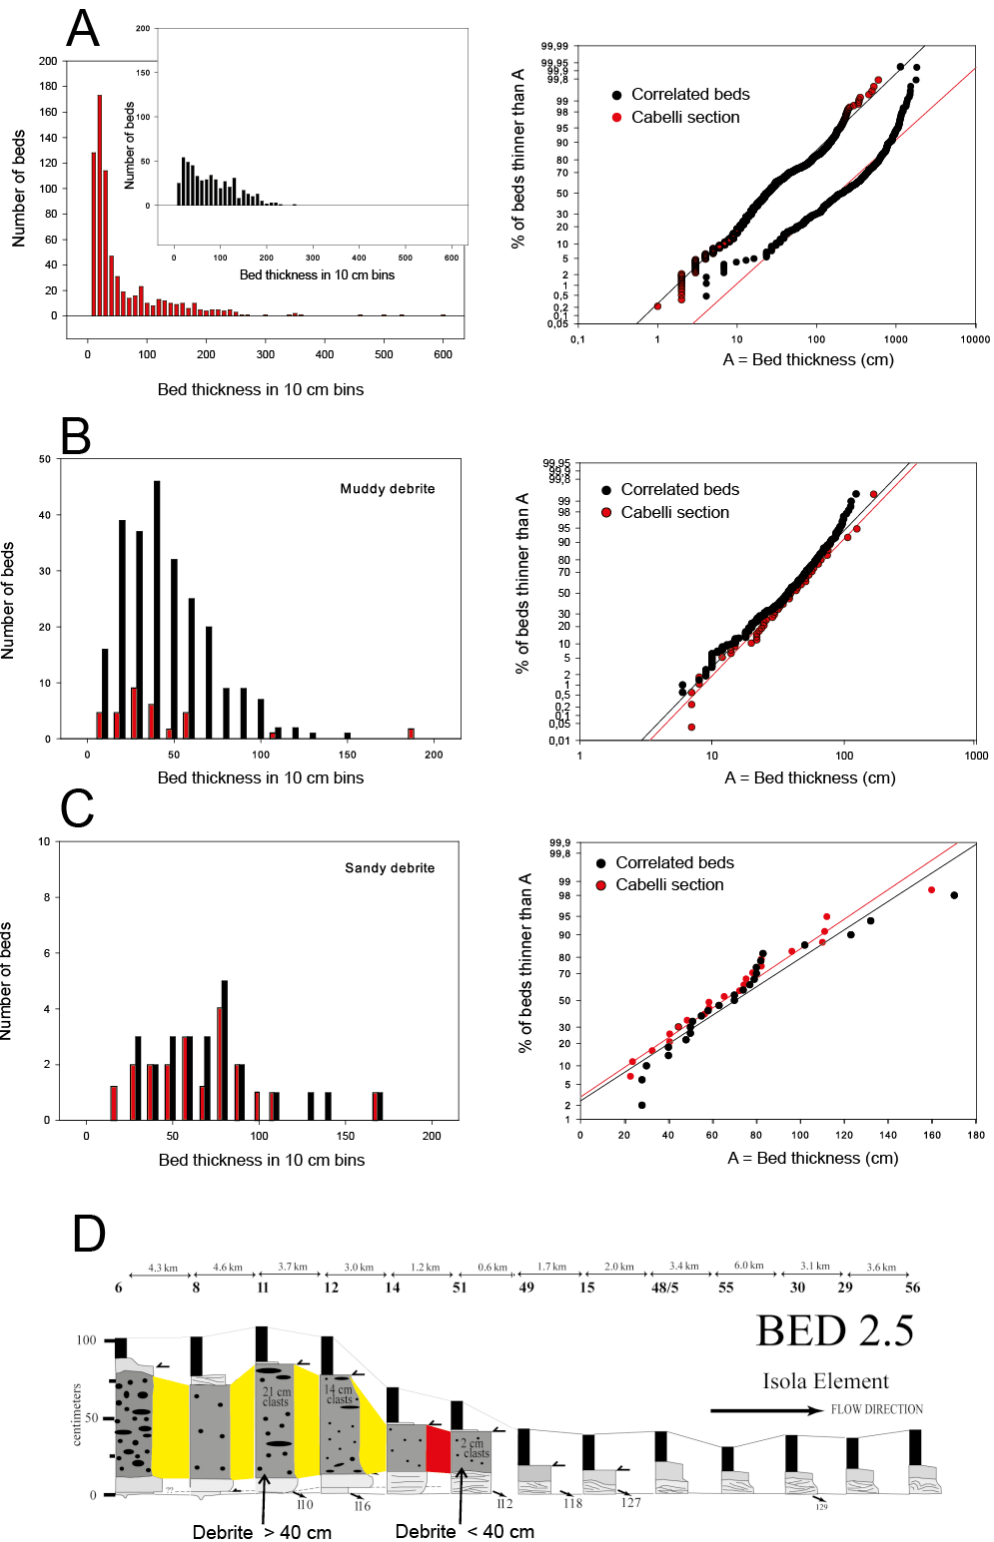 A
200
180
160
140
120
100
80
60
40
20
0
Number of beds
0 100 200 300 400 500 600
Bed thickness in 10 cm bins
200
150
100
50
0
Number of beds
0 100 200 300 400 500 600
Bed thickness in 10 cm bins
99,99
99,95
99,9
99,8
99
98
95
90
80
70
50
30
20
10
5
2
1
0,5
0,2
0,1
0,05
% of beds thinner than A
Correlated beds
Cabelli section
0,1 1 10 100 1000 10000
A = Bed thickness (cm)
B
50
40
30
20
10
0
Number of beds
Muddy debrite
0 50 100 150 200
Bed thickness in 10 cm bins
99,95
99,9
99,8
99
98
95
90
80
70
50
30
20
10
5
2
1
0,5
0,2
0,1
0,05
0,01
% of beds thinner than A
Correlated beds
Cabelli section
1 10 100 1000
A = Bed thickness (cm)
C
10
8
6
4
2
0
Number of beds
Sandy debrite
0 50 100 150 200
Bed thickness in 10 cm bins
99,9
99,8
99
98
95
90
80
70
50
30
20
10
5
2
1
% of beds thinner than A
Correlated beds
Cabelli section
0 20 40 60 80 100 120 140 160 180
A = Bed thickness (cm)
D
4.3 km 4.6 km 3.7 km 3.0 km 1.2 km 0.6 km 1.7 km 2.0 km 3.4 km 6.0 km 3.1 km 3.6 km
6 8 11 12 14 51 49 15 48/5 55 30 29 56
BED 2.5
Isola Element
FLOW DIRECTION
100
50
0
centimeters
21 cm
clasts
14 cm
clasts
2 cm
clasts
??
110 116 112 118 127 129
Debrite > 40 cm
Debrite < 40 cm